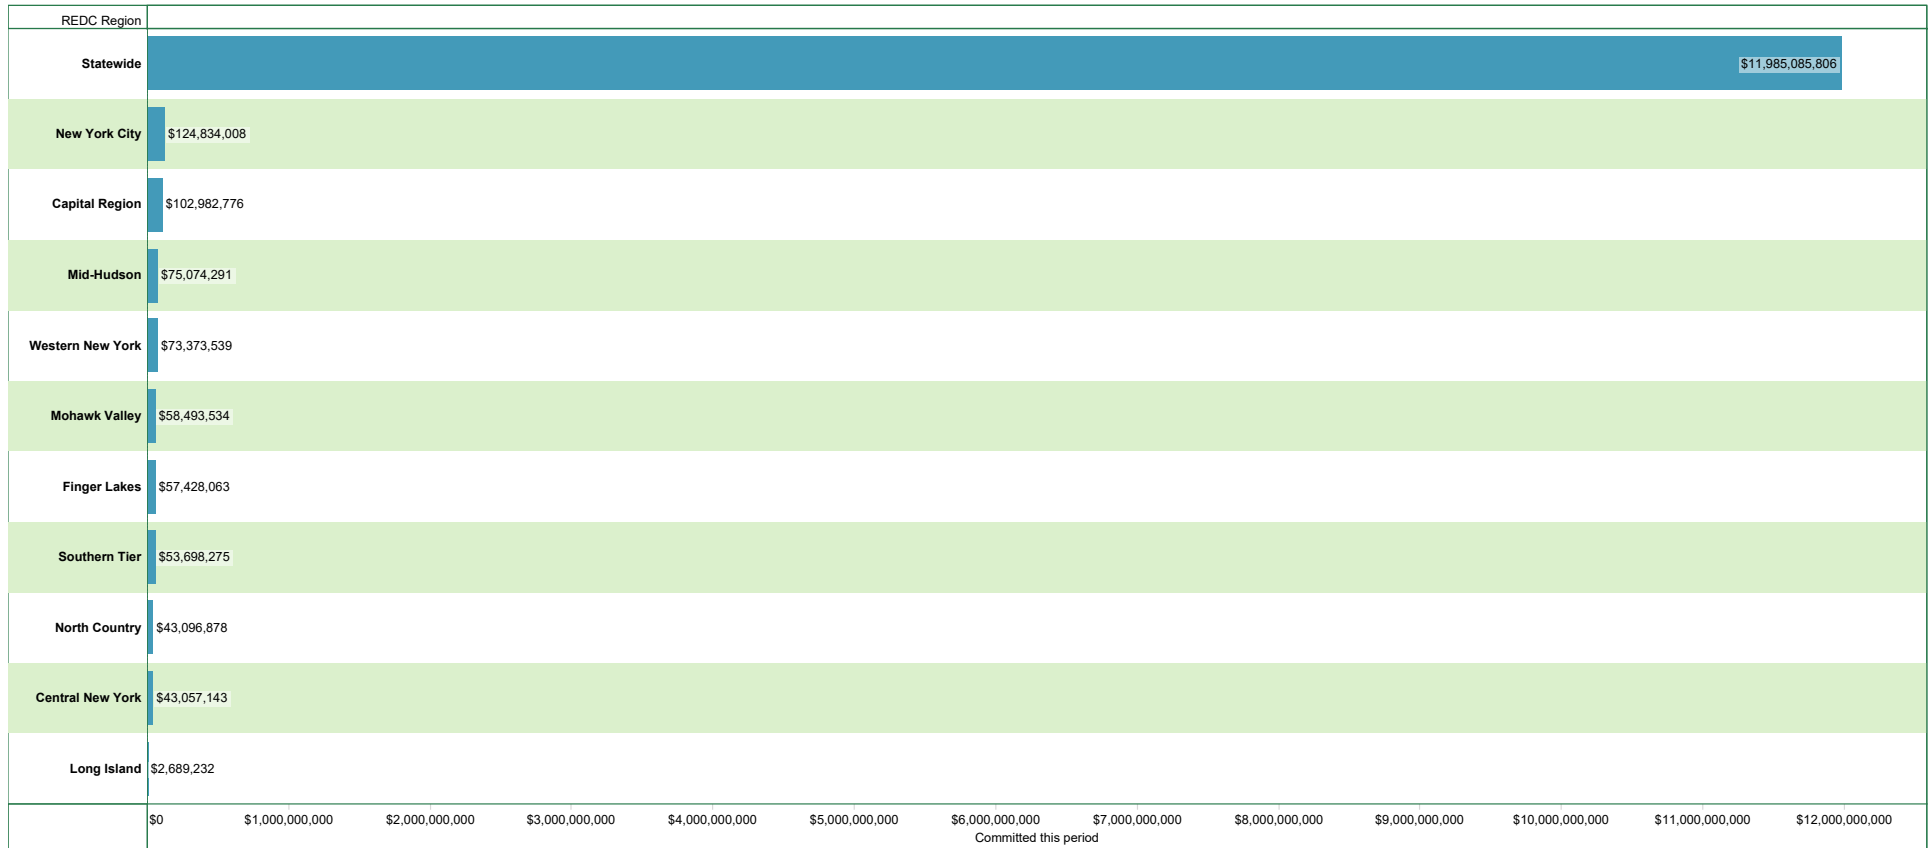 REDC Region
Statewide $11,985,085,806
New York City $124,834,008
Capital Region $102,982,776
Mid-Hudson $75,074,291
Western New York $73,373,539
Mohawk Valley $58,493,534
Finger Lakes $57,428,063
Southern Tier $53,698,275
North Country $43,096,878
Central New York $43,057,143
Long Island $2,689,232
$0 $1,000,000,000 $2,000,000,000 $3,000,000,000 $4,000,000,000 $5,000,000,000 $6,000,000,000 $7,000,000,000 $8,000,000,000 $9,000,000,000 $10,000,000,000 $11,000,000,000 $12,000,000,000
Committed this period